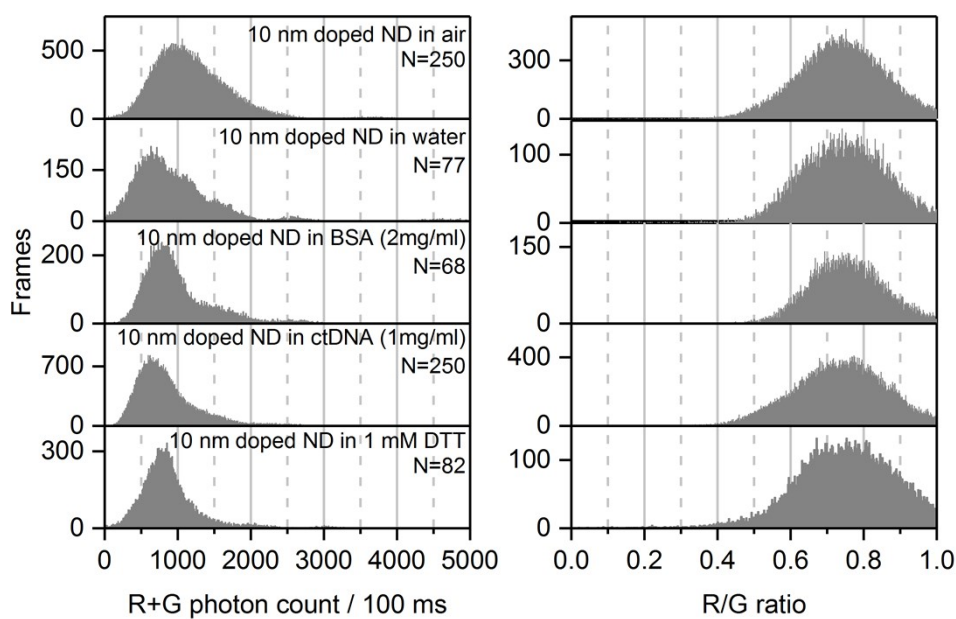 10 nm doped ND in air
N=250
500
0
300
0
10 nm doped ND in water
N=77
150
0
100
0
10 nm doped ND in BSA (2mg/ml)
N=68
200
0
150
0
10 nm doped ND in ctDNA (1mg/ml)
N=250
700
0
400
0
10 nm doped ND in 1 mM DTT
N=82
300
0
100
0
Frames
0 1000 2000 3000 4000 5000
0.0 0.2 0.4 0.6 0.8 1.0
R+G photon count / 100 ms
R/G ratio